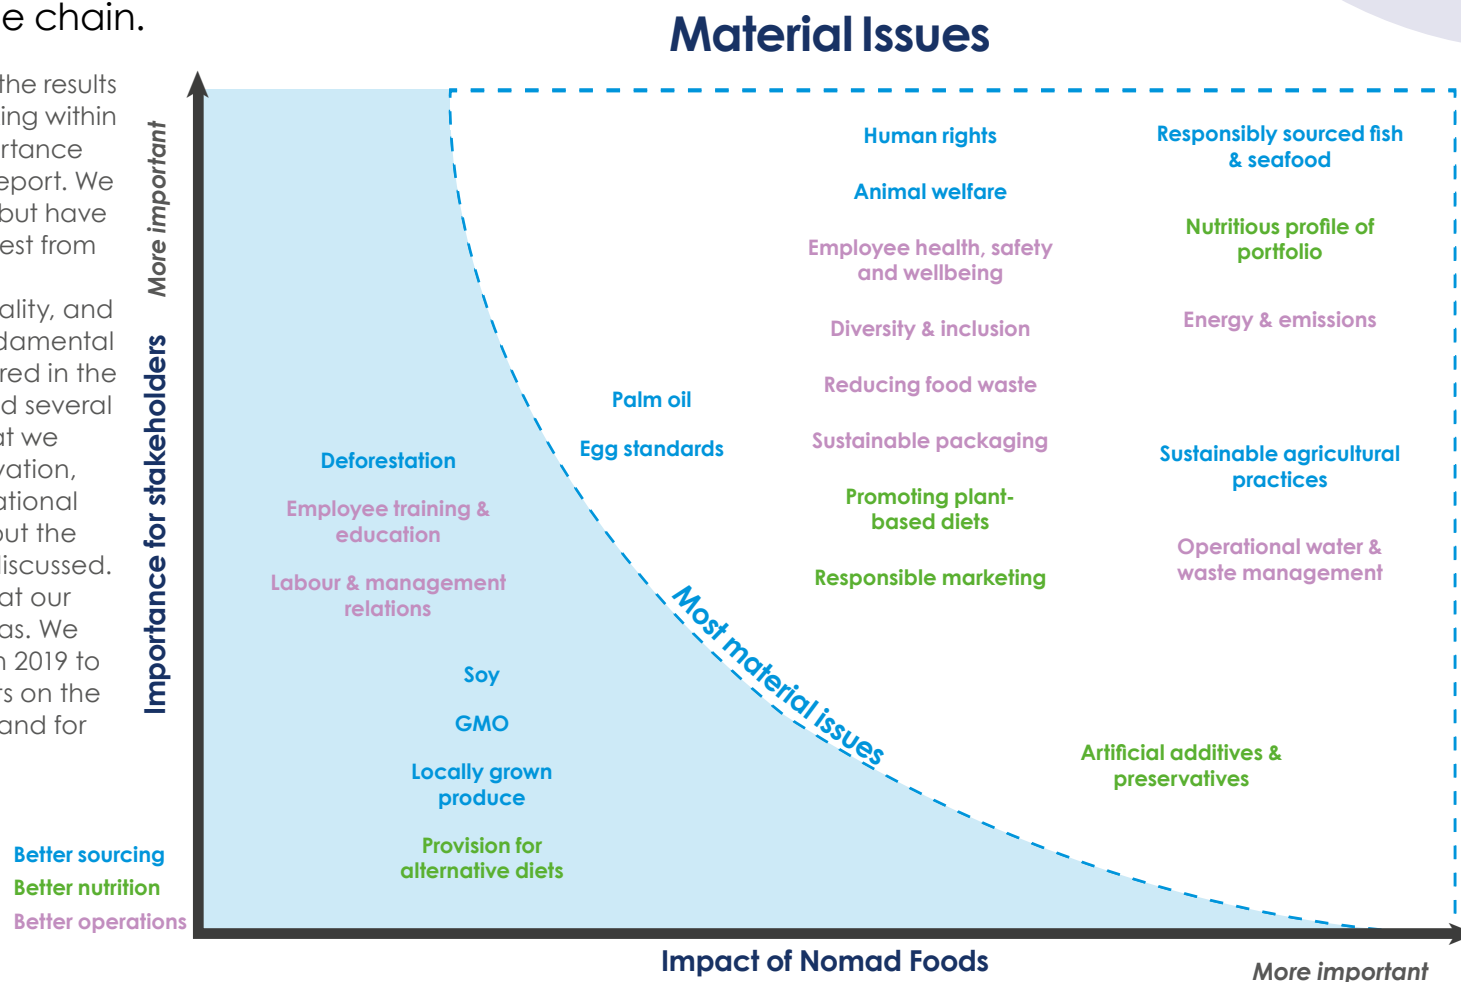 e chain.
the results
ing within
ortance
eport. We
but have
est from
ality, and
damental
red in the
d several
at we
vation,
ational
out the
discussed.
at our
as. We
n 2019 to
rs on the
and for
Material Issues
More important
Importance for stakeholders
Human rights
Responsibly sourced fish
& seafood
Animal welfare
Nutritious profile of
portfolio
Employee health, safety
and wellbeing
Energy & emissions
Diversity & inclusion
Reducing food waste
Palm oil
Sustainable packaging
Egg standards
Sustainable agricultural
practices
Deforestation
Promoting plant-
based diets
Employee training &
education
Operational water &
waste management
Responsible marketing
Labour & management
relations
Most material issues
Soy
GMO
Locally grown
produce
Artificial additives &
preservatives
Provision for
alternative diets
Better sourcing
Better nutrition
Better operations
Impact of Nomad Foods
More important